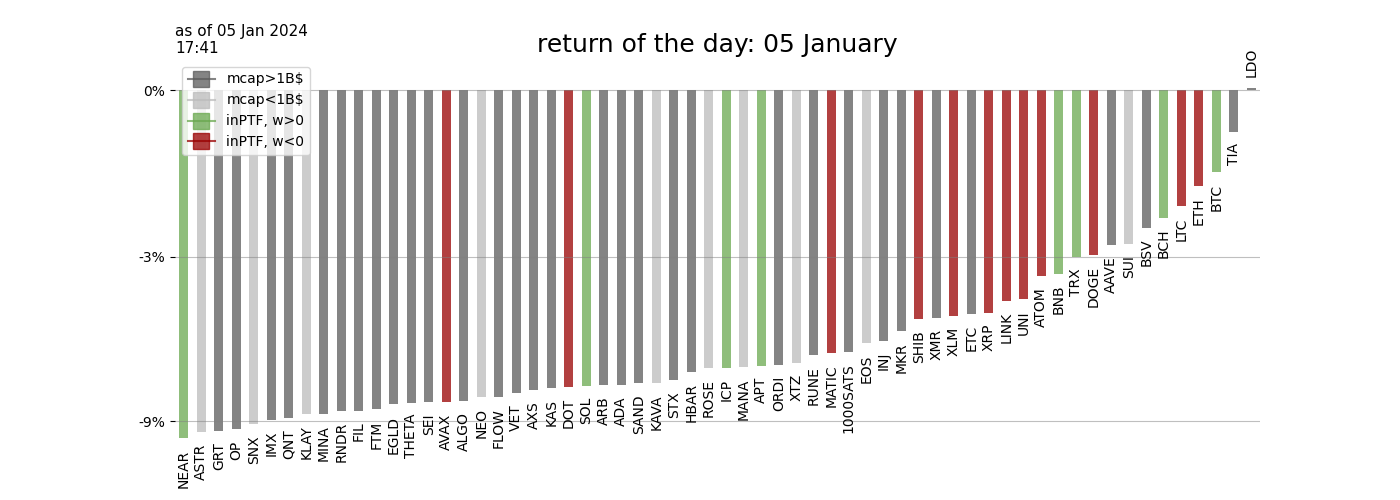 as of 05 Jan 2024
17:41
return of the day: 05 January
mcap>1B$
mcap<1B$
inPTF, w>0
inPTF, w<0
0%
-3%
-9%
NEAR
ASTR
GRT
OP
SNX
IMX
QNT
KLAY
MINA
RNDR
FIL
FTM
EGLD
THETA
SEI
AVAX
ALGO
NEO
FLOW
VET
AXS
KAS
DOT
SOL
ARB
ADA
SAND
KAVA
STX
HBAR
ROSE
ICP
MANA
APT
ORDI
XTZ
RUNE
MATIC
1000SATS
EOS
INJ
MKR
SHIB
XMR
XLM
ETC
XRP
LINK
UNI
ATOM
BNB
TRX
DOGE
AAVE
SUI
BSV
BCH
LTC
ETH
BTC
TIA
LDO